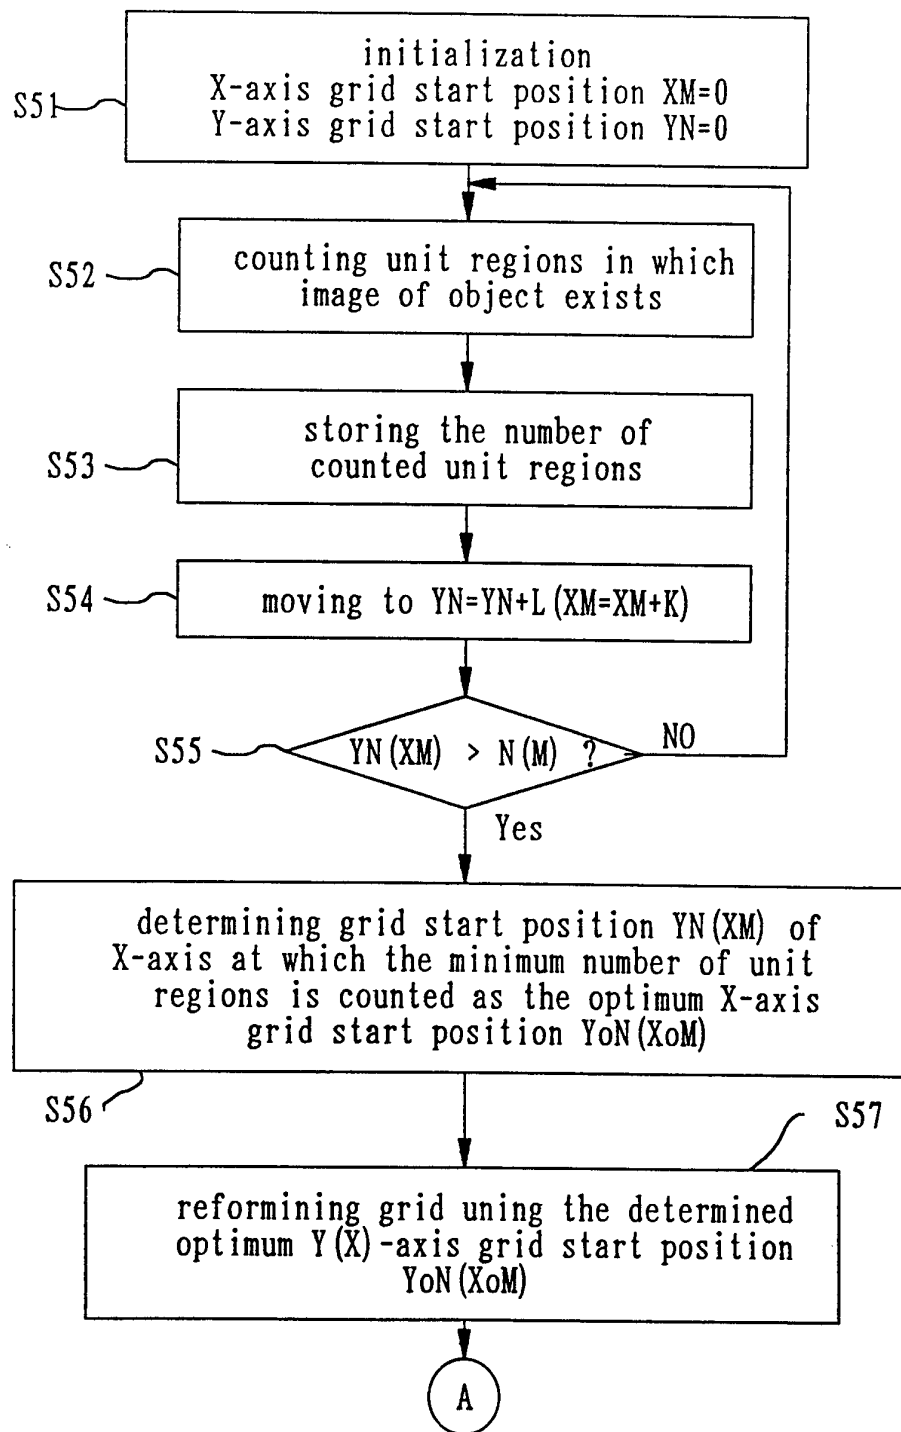 initialization
X-axis grid start position XM=0
Y-axis grid start position YN=0
S51
counting unit regions in which
image of object exists
S52
storing the number of
counted unit regions
S53
moving to YN=YN+L(XM=XM+K)
S54
YN(XM) > N(M) ?
S55
NO
Yes
determining grid start position YN(XM) of
X-axis at which the minimum number of unit
regions is counted as the optimum X-axis
grid start position YoN(XoM)
S56
S57
reformining grid uning the determined
optimum Y(X)-axis grid start position
YoN(XoM)
A